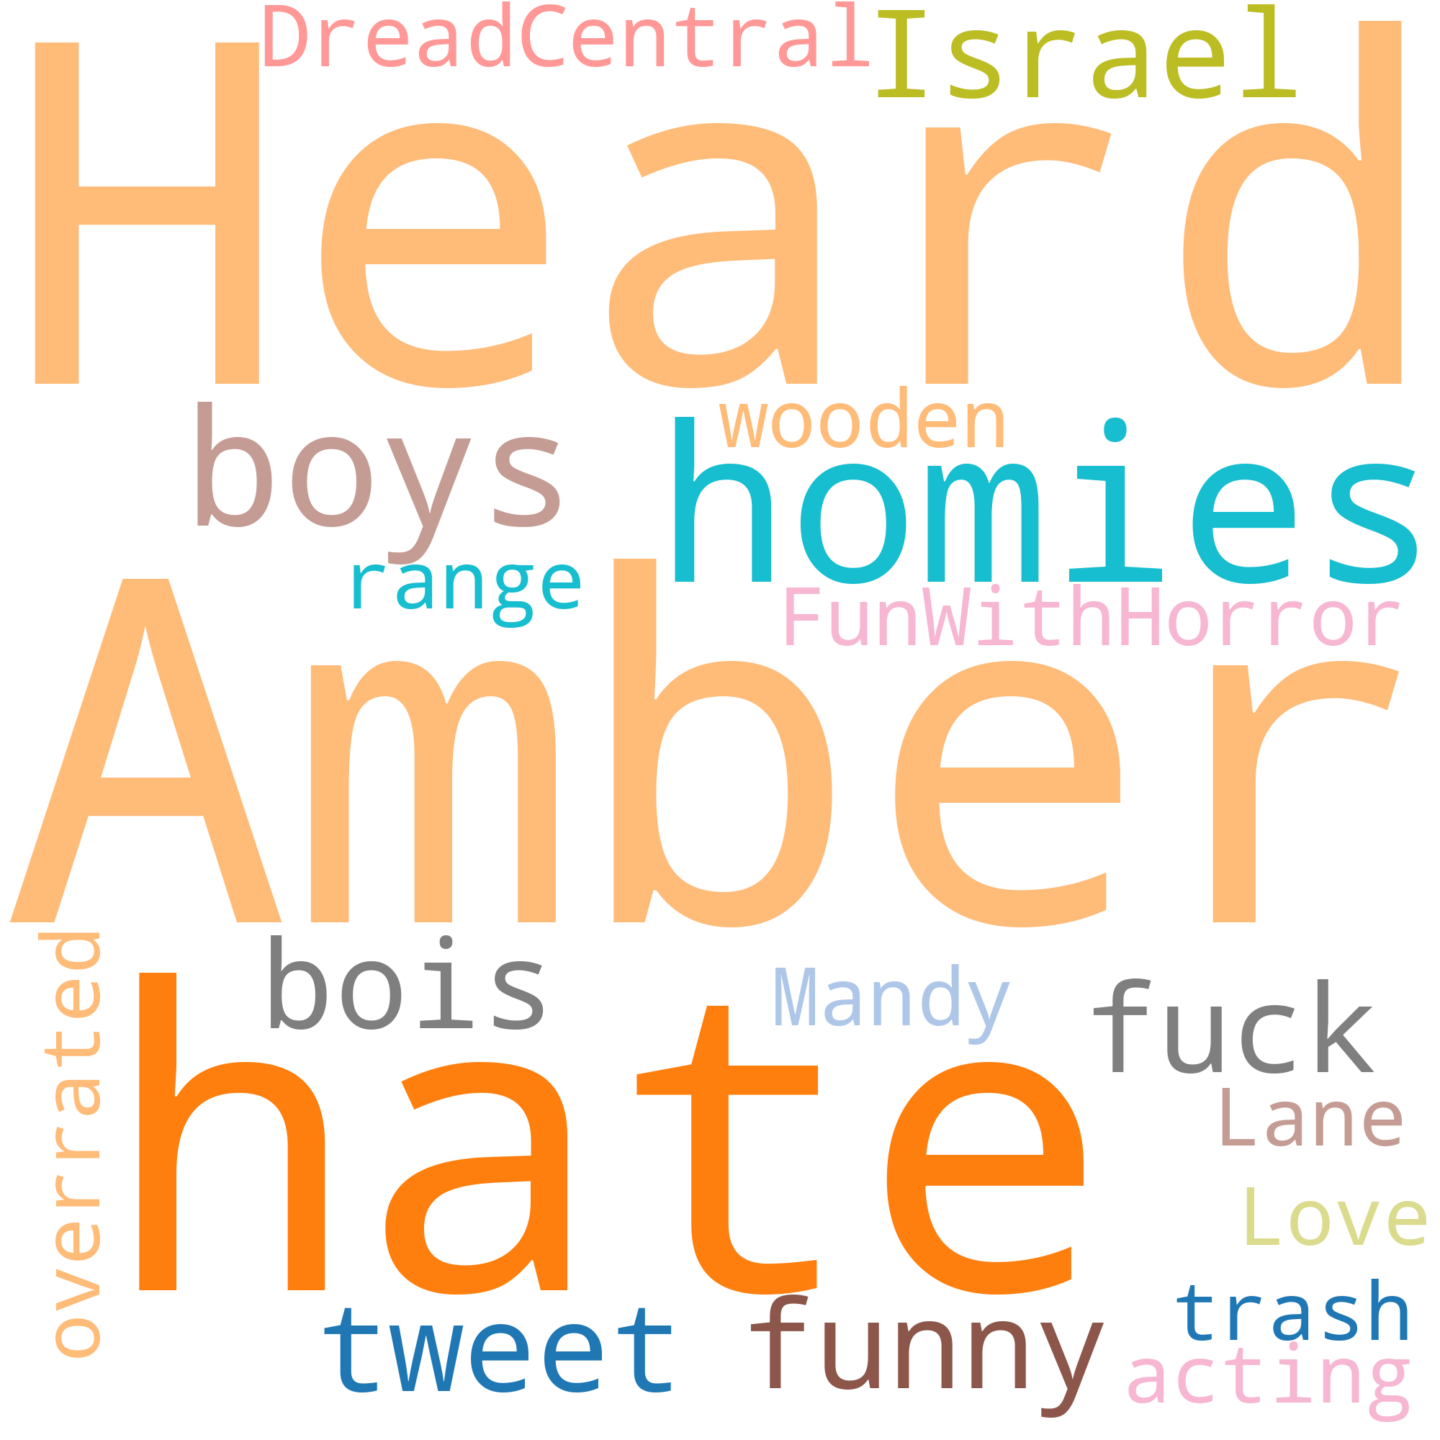 DreadCentral
Israel
Heard
boys
wooden
homies
range
FunWithHorror
Amber
overrated
bois
Mandy
fuck
hate
Lane
Love
tweet
funny
trash
acting